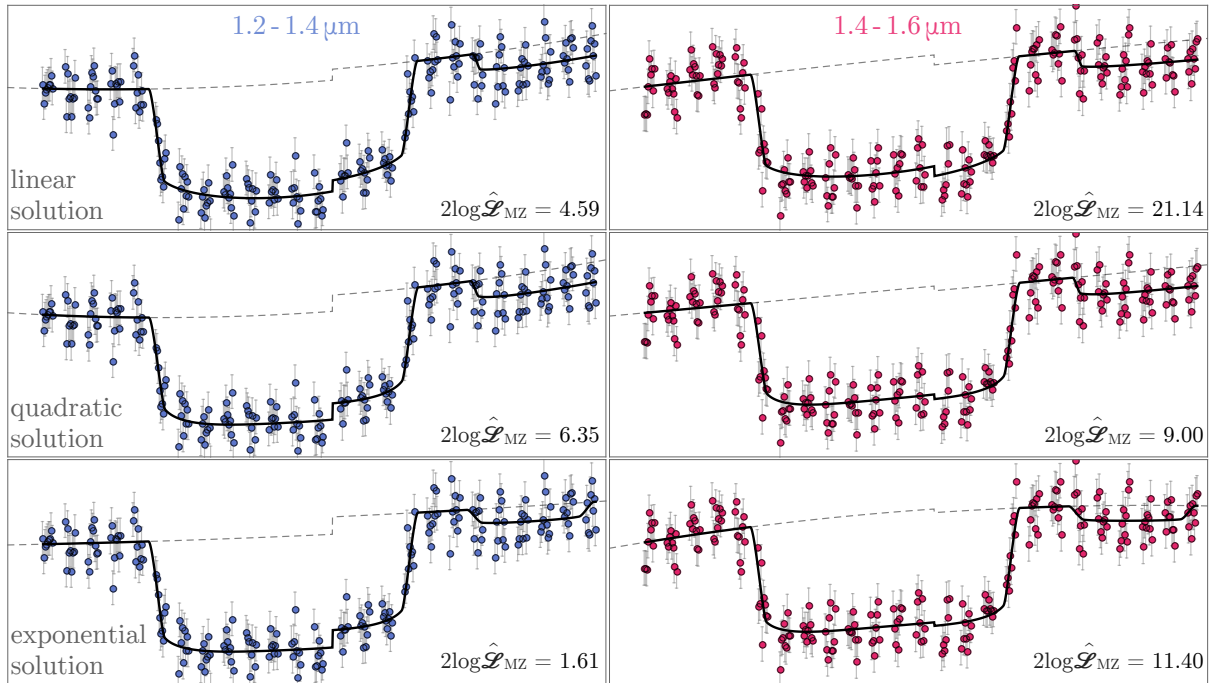 1.2 - 1.4 μm
1.4 - 1.6 μm
linear
solution
2logℒ̂MZ = 4.59
2logℒ̂MZ = 21.14
quadratic
solution
2logℒ̂MZ = 6.35
2logℒ̂MZ = 9.00
exponential
solution
2logℒ̂MZ = 1.61
2logℒ̂MZ = 11.40